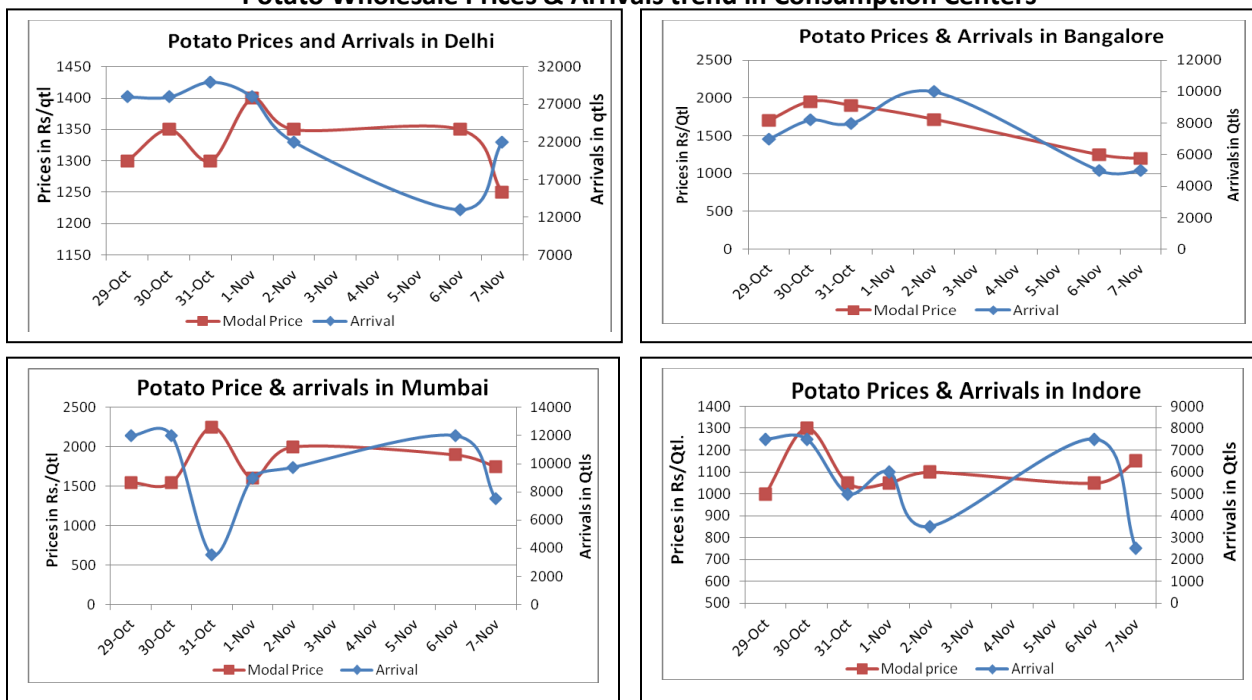 Potato Wholesale Prices & Arrivals trend in Consumption Centers
Potato Prices and Arrivals in Delhi
Prices in Rs/qtl
1450
1400
1350
1300
1250
1200
1150
32000
27000
22000
17000
12000
7000
Arrivals in qtls
29-Oct
30-Oct
31-Oct
1-Nov
2-Nov
3-Nov
4-Nov
5-Nov
6-Nov
7-Nov
Modal Price
Arrival
Potato Prices & Arrivals in Bangalore
Prices in Rs/Qtl
2500
2000
1500
1000
500
0
12000
10000
8000
6000
4000
2000
0
Arrivals in Qtls
29-Oct
30-Oct
31-Oct
1-Nov
2-Nov
3-Nov
4-Nov
5-Nov
6-Nov
7-Nov
Modal Price
Arrival
Potato Price & arrivals in Mumbai
Prices in Rs./Qtl
2500
2000
1500
1000
500
0
14000
12000
10000
8000
6000
4000
2000
0
Arrivals in Qtls
29-Oct
30-Oct
31-Oct
1-Nov
2-Nov
3-Nov
4-Nov
5-Nov
6-Nov
7-Nov
Modal Price
Arrival
Potato Prices & Arrivals in Indore
Prices in Rs/Qtl.
1400
1300
1200
1100
1000
900
800
700
600
500
9000
8000
7000
6000
5000
4000
3000
2000
1000
0
Arrivals in Qtls
29-Oct
30-Oct
31-Oct
1-Nov
2-Nov
3-Nov
4-Nov
5-Nov
6-Nov
7-Nov
Modal price
Arrival